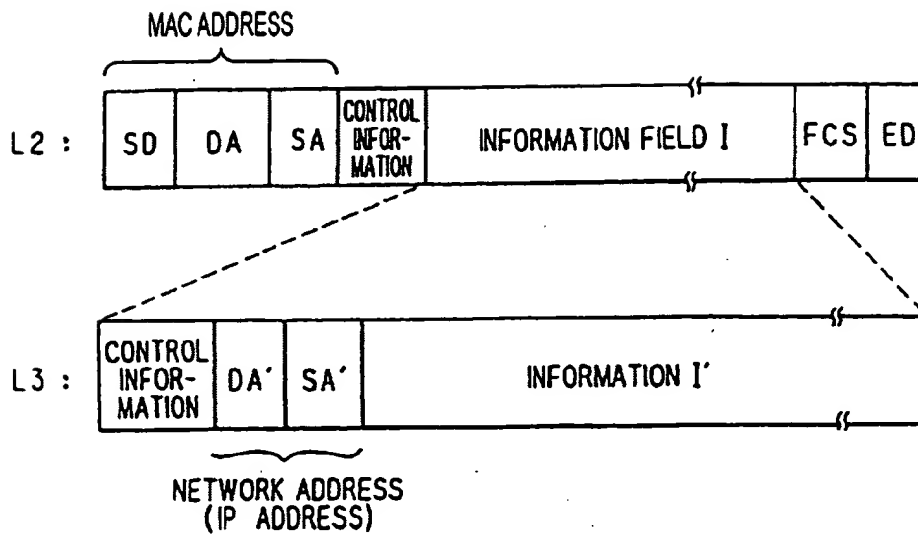 MAC ADDRESS
L2 : SD DA SA CONTROL INFOR- MATION INFORMATION FIELD I FCS ED
L3 : CONTROL INFOR- MATION DA' SA' INFORMATION I'
NETWORK ADDRESS
(IP ADDRESS)